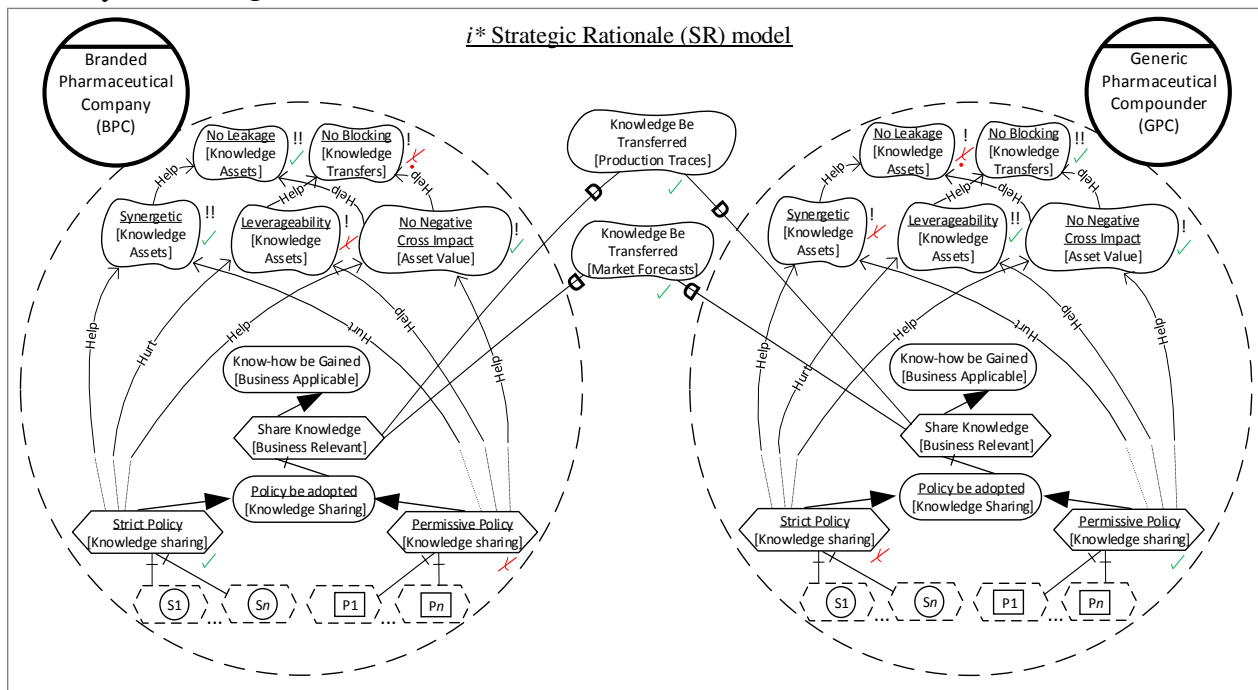 i* Strategic Rationale (SR) model
Branded
Pharmaceutical
Company
(BPC)
No Leakage
[Knowledge
Assets]
!!
No Blocking
[Knowledge
Transfers]
!
Help
Help
Help
Help
Synergetic
[Knowledge
Assets]
!!
Leverageability
[Knowledge
Assets]
!
No Negative
Cross Impact
[Asset Value]
!
Help
Hurt
Help
Hurt
Help
Help
Know-how be Gained
[Business Applicable]
Share Knowledge
[Business Relevant]
Policy be adopted
[Knowledge Sharing]
Strict Policy
[Knowledge sharing]
Permissive Policy
[Knowledge sharing]
S1
...
Sn
P1
...
Pn
Knowledge Be
Transferred
[Production Traces]
D
D
Knowledge Be
Transferred
[Market Forecasts]
D
D
Generic
Pharmaceutical
Compounder
(GPC)
No Leakage
[Knowledge
Assets]
!
No Blocking
[Knowledge
Transfers]
!!
Help
Help
Help
Help
Synergetic
[Knowledge
Assets]
!
Leverageability
[Knowledge
Assets]
!!
No Negative
Cross Impact
[Asset Value]
!
Help
Hurt
Help
Hurt
Help
Help
Know-how be Gained
[Business Applicable]
Share Knowledge
[Business Relevant]
Policy be adopted
[Knowledge Sharing]
Strict Policy
[Knowledge sharing]
Permissive Policy
[Knowledge sharing]
S1
...
Sn
P1
...
Pn